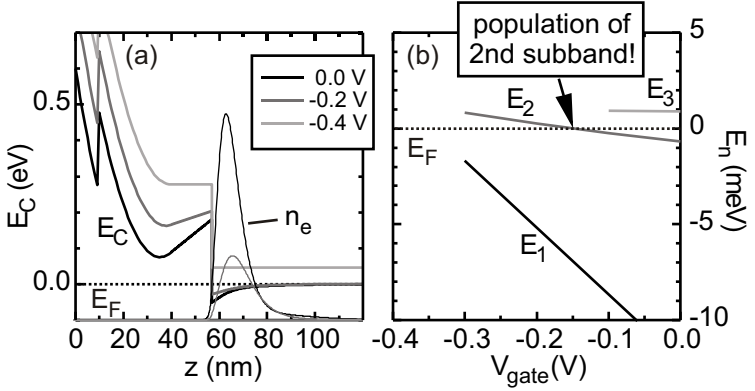 (a)
0.0 V
-0.2 V
-0.4 V
n_e
E_C
E_F
E_C (eV)
0.5
0.0
0 20 40 60 80 100
z (nm)
(b)
population of
2nd subband!
E_2
E_3
E_F
E_1
5
0
-5
-10
E_n (meV)
-0.4 -0.3 -0.2 -0.1 0.0
V_gate (V)